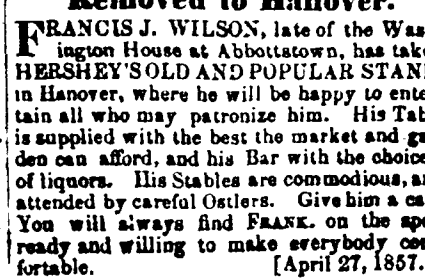 Removed to Hanover.
FRANCIS J. WILSON, late of the Was
ington House at Abbottstown, has take
HERSHEY'S OLD AND POPULAR STAN
in Hanover, where he will be happy to ente
tain all who may patronize him. His Tab
is supplied with the best the market and ga
den can afford, and his Bar with the choice
of liquors. His Stables are commodious, a
attended by careful Ostlers. Give him a ca
You will always find FRANK. on the spo
ready and willing to make everybody co
fortable. [April 27, 1857.